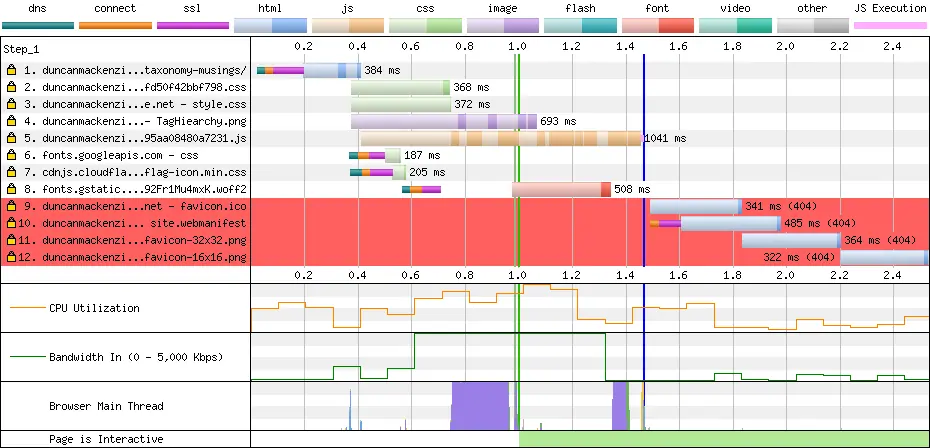 dns connect ssl html js css image flash font video other JS Execution
Step_1 0.2 0.4 0.6 0.8 1.0 1.2 1.4 1.6 1.8 2.0 2.2 2.4
1. duncanmackenzi...taxonomy-musings/ 384 ms
2. duncanmackenzi...fd50f42bbf798.css 368 ms
3. duncanmackenzi...e.net - style.css 372 ms
4. duncanmackenzi...- TagHiearchy.png 693 ms
5. duncanmackenzi...95aa08480a7231.js 1041 ms
6. fonts.googleapis.com - css 187 ms
7. cdnjs.cloudfla...flag-icon.min.css 205 ms
8. fonts.gstatic....92Fr1Mu4mxK.woff2 508 ms
9. duncanmackenzi....net - favicon.ico 341 ms (404)
10. duncanmackenzi... site.webmanifest 485 ms (404)
11. duncanmackenzi...favicon-32x32.png 364 ms (404)
12. duncanmackenzi...favicon-16x16.png 322 ms (404)
0.2 0.4 0.6 0.8 1.0 1.2 1.4 1.6 1.8 2.0 2.2 2.4
CPU Utilization
Bandwidth In (0 - 5,000 Kbps)
Browser Main Thread
Page is Interactive